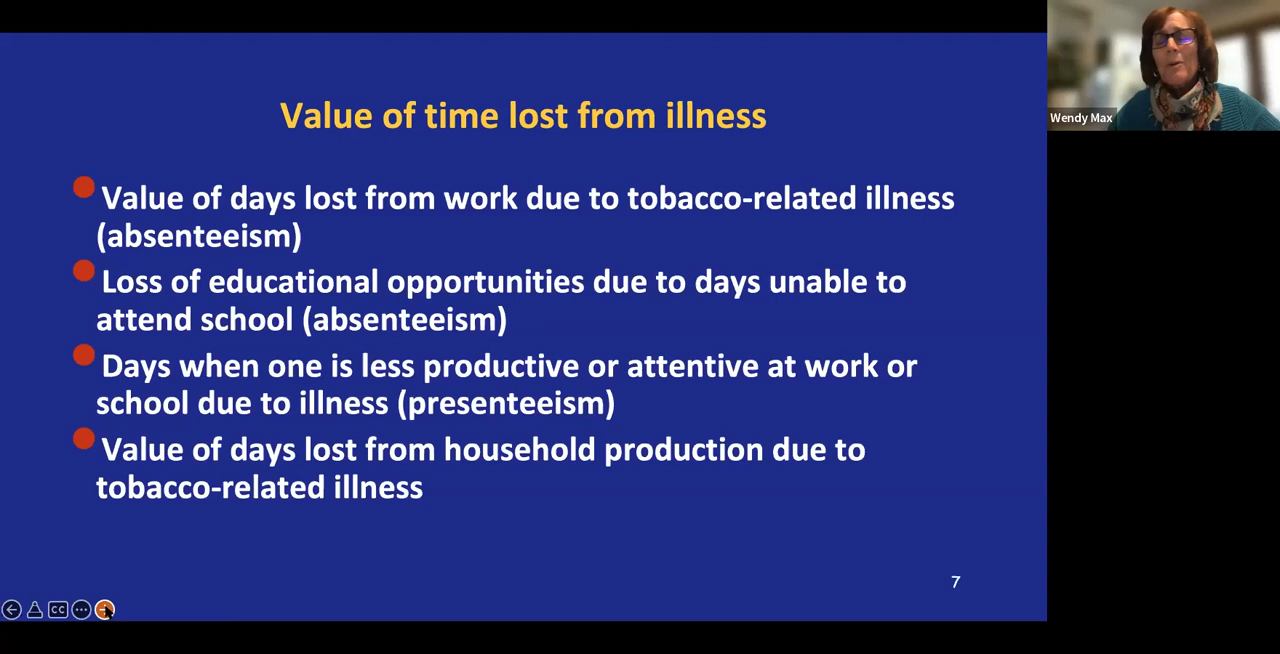 Value of time lost from illness
Value of days lost from work due to tobacco-related illness
(absenteeism)
Loss of educational opportunities due to days unable to
attend school (absenteeism)
Days when one is less productive or attentive at work or
school due to illness (presenteeism)
Value of days lost from household production due to
tobacco-related illness
7
CC
Wendy Max